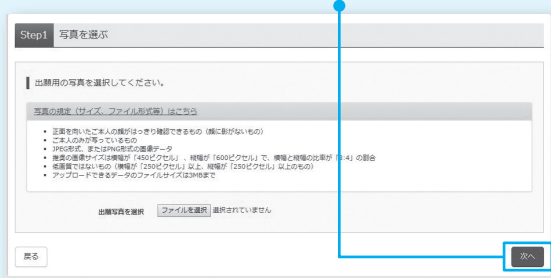 Step1 写真を選ぶ
出願用の写真を選択してください。
写真の規定（サイズ、ファイル形式等）はこちら
• 正面を向いたご本人の顔がはっきり確認できるもの（顔に影がないもの）
• ご本人のみが写っているもの
• JPEG形式、またはPNG形式の画像データ
• 推奨の画像サイズは横幅が「450ピクセル」、縦幅が「600ピクセル」で、横幅と縦幅の比率が「3:4」の割合
• 低画質ではないもの（横幅が「250ピクセル」以上、縦幅が「250ピクセル」以上のもの）
• アップロードできるデータのファイルサイズは3MBまで
出願写真を選択 ファイルを選択 選択されていません
戻る 次へ